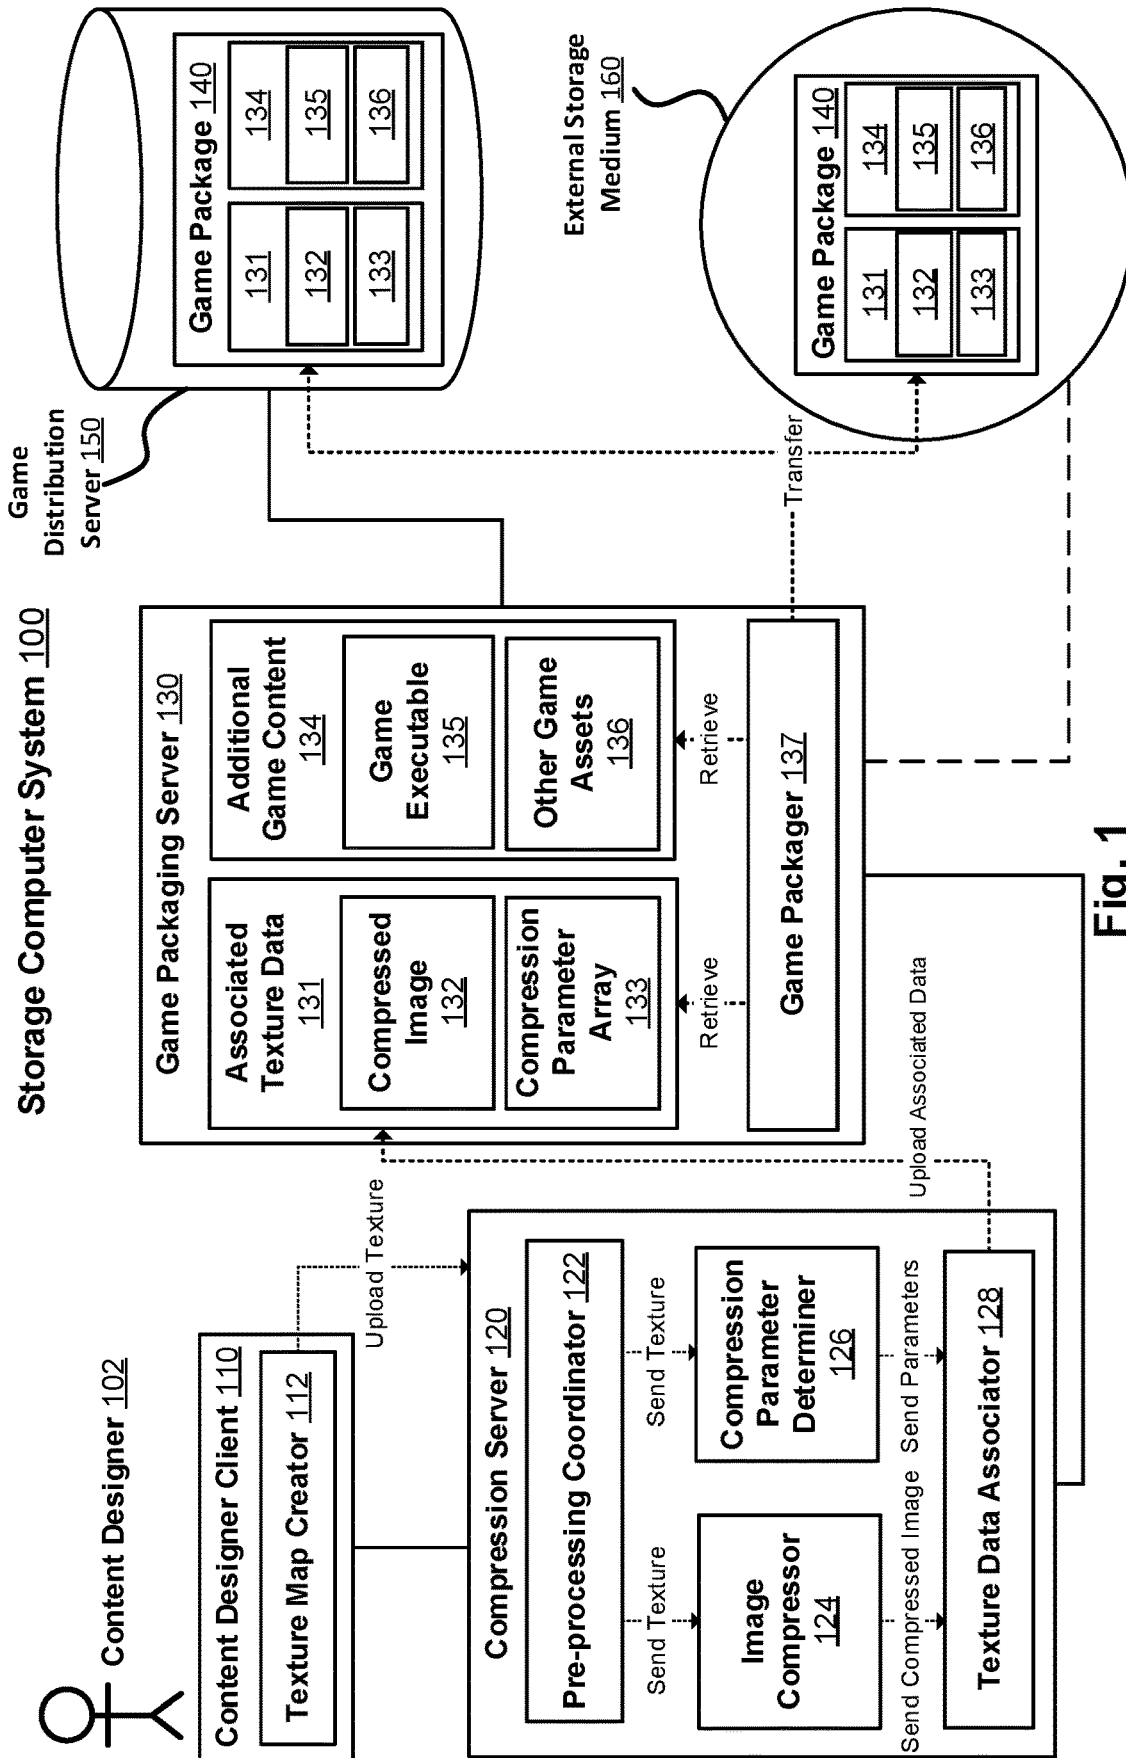 Storage Computer System 100
Content Designer 102
Content Designer Client 110
Texture Map Creator 112
Upload Texture
Compression Server 120
Pre-processing Coordinator 122
Send Texture
Send Texture
Image
Compressor
124
Compression
Parameter
Determiner
126
Send Compressed Image
Send Parameters
Texture Data Associator 128
Upload Associated Data
Game Packaging Server 130
Associated
Texture Data
131
Compressed
Image
132
Compression
Parameter
Array
133
Additional
Game Content
134
Game
Executable
135
Other Game
Assets
136
Retrieve
Retrieve
Game Packager 137
Transfer
Game
Distribution
Server 150
Game Package 140
131
132
133
134
135
136
External Storage
Medium 160
Game Package 140
131
132
133
134
135
136
Fig. 1